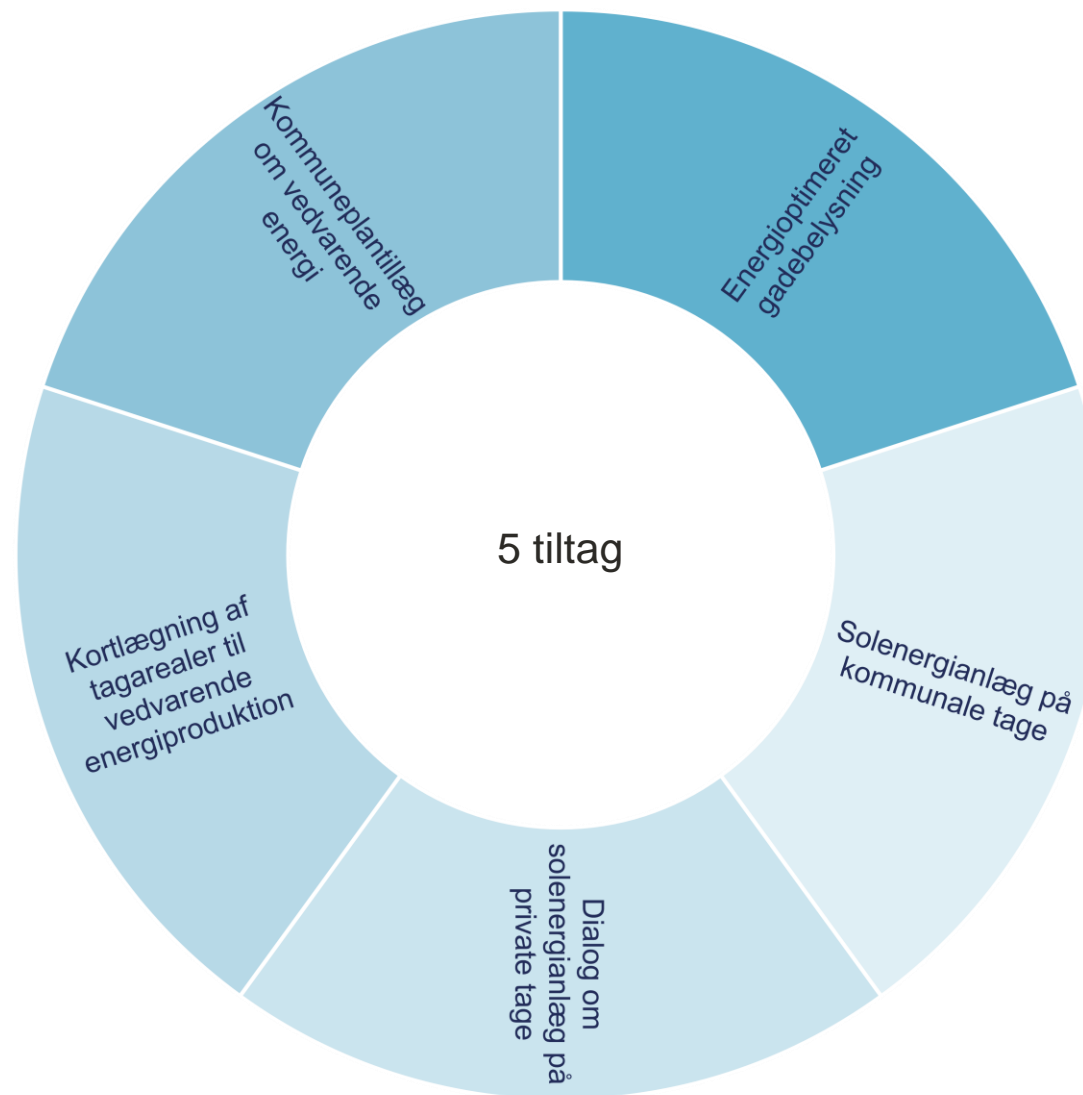 Energioptimeret
gadebelysning
Solenergianlæg på
kommunale tage
Dialog om
solenergianlæg på
private tage
Kortlægning af
tagarealer til
vedvarende
energiproduktion
Kommuneplantillæg
om vedvarende
energi
5 tiltag